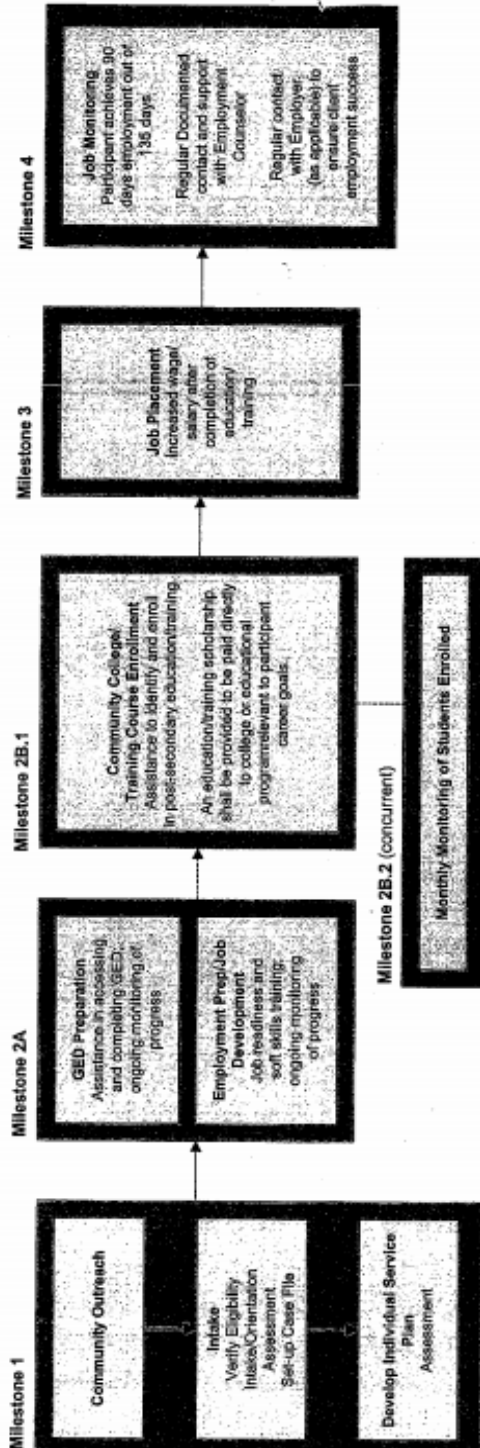 Milestone 1
Community Outreach
Intake
Verify Eligibility
Intake/Orientation
Assessment
Set-up Case File
Develop Individual Service
Plan
Assessment
Milestone 2A
GED Preparation
Assistance in accessing
and completing GED;
ongoing monitoring of
progress
Employment Prep/Job
Development
Job readiness and
soft skills training;
ongoing monitoring
of progress
Milestone 2B.1
Community College/
Training Course Enrollment
Assistance to identify and enroll
in post-secondary education/training.
An education/training scholarship
shall be provided to be paid directly
to college or educational
program relevant to participant
career goals.
Milestone 2B.2 (concurrent)
Monthly Monitoring of Students Enrolled
Milestone 3
Job Placement
Increased wage/
salary after
completion of
education/
training
Milestone 4
Job Monitoring
Participant achieves 90
days employment out of
135 days
Regular Documented
contact and support
with Employment
Counselor
Regular contact
with Employer
(as applicable) to
ensure client
employment success